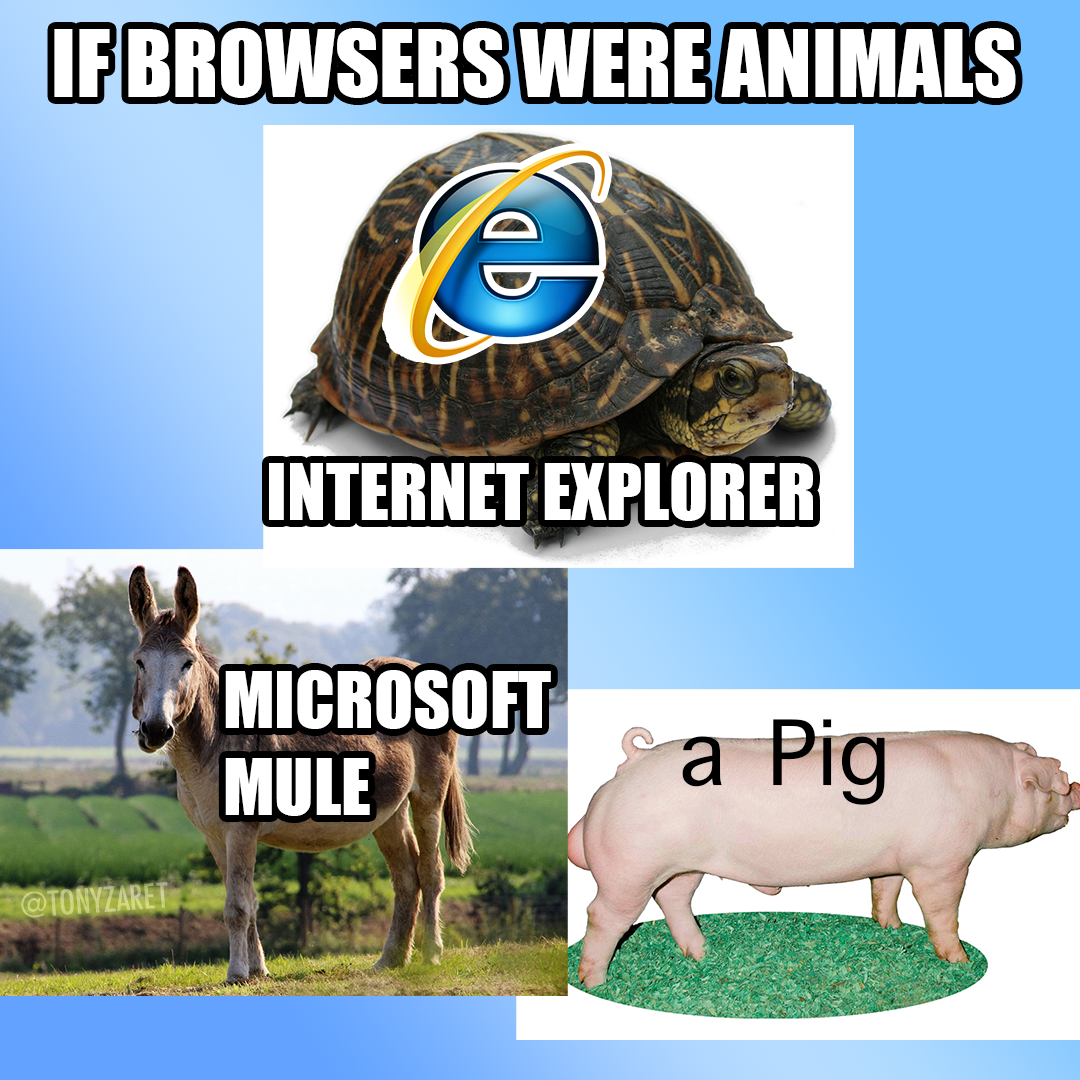 IF BROWSERS WERE ANIMALS
e
INTERNET EXPLORER
MICROSOFT
MULE
a Pig
@TONYZARET